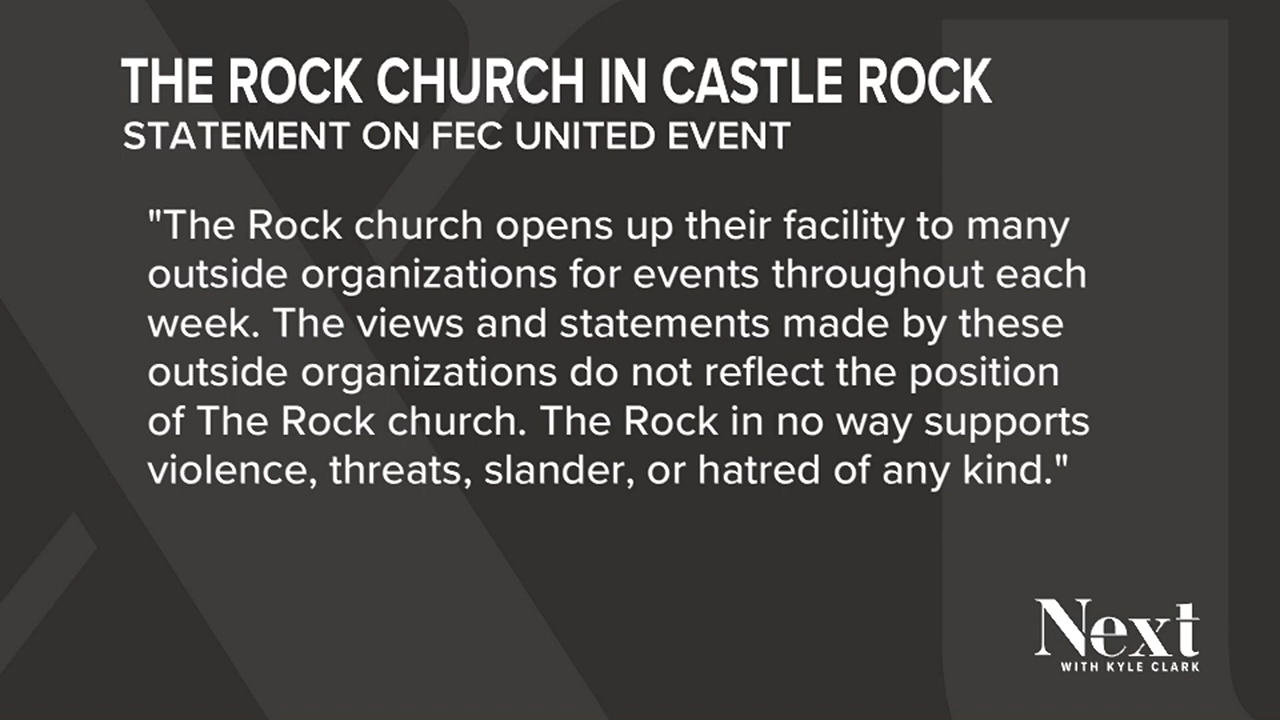 THE ROCK CHURCH IN CASTLE ROCK
STATEMENT ON FEC UNITED EVENT
"The Rock church opens up their facility to many
outside organizations for events throughout each
week. The views and statements made by these
outside organizations do not reflect the position
of The Rock church. The Rock in no way supports
violence, threats, slander, or hatred of any kind."
Next
WITH KYLE CLARK